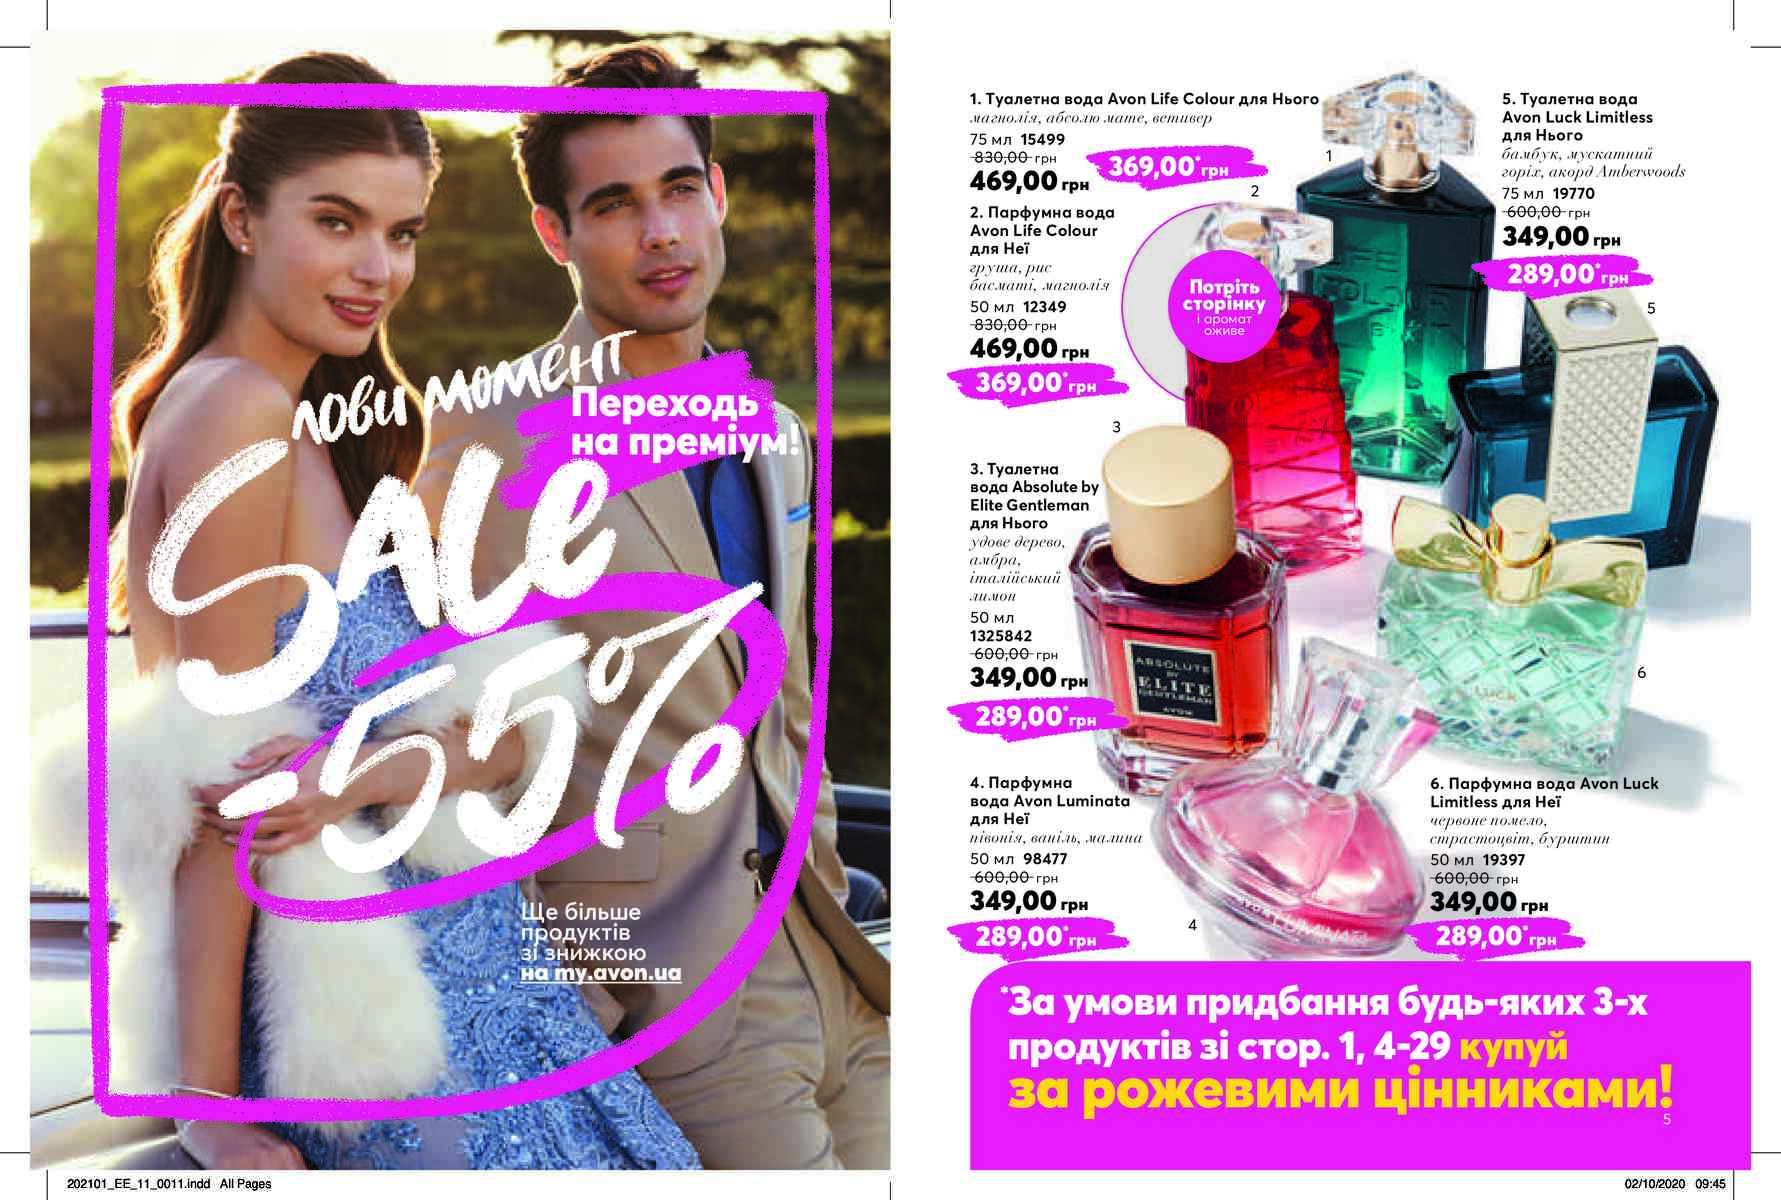 лови момент
Переходь
на преміум!
SALE
-55%
Ще більше
продуктів
зі знижкою
на my.avon.ua
1. Туалетна вода Avon Life Colour для Нього
магнолія, абсолю мате, ветивер
75 мл 15499
830,00 грн
469,00 грн
369,00* грн
1
2
2. Парфумна вода
Avon Life Colour
для Неї
груша, рис
басматі, магнолія
50 мл 12349
830,00 грн
469,00 грн
369,00* грн
Потріть
сторінку
і аромат
оживе
3
3. Туалетна
вода Absolute by
Elite Gentleman
для Нього
удове дерево,
амбра,
італійський
лимон
50 мл
1325842
600,00 грн
349,00 грн
289,00* грн
ABSOLUTE
BY
ELITE
GENTLEMAN
AVON
4. Парфумна
вода Avon Luminata
для Неї
півонія, ваніль, малина
50 мл 98477
600,00 грн
349,00 грн
289,00* грн
4
LUMINATA
5. Туалетна вода
Avon Luck Limitless
для Нього
бамбук, мускатний
горіх, акорд Amberwoods
75 мл 19770
600,00 грн
349,00 грн
289,00* грн
5
LUCK
6
6. Парфумна вода Avon Luck
Limitless для Неї
червоне помело,
страстоцвіт, бурштин
50 мл 19397
600,00 грн
349,00 грн
289,00* грн
*За умови придбання будь-яких 3-х
продуктів зі стор. 1, 4-29 купуй
за рожевими цінниками!
5
202101_EE_11_0011.indd All Pages
02/10/2020 09:45